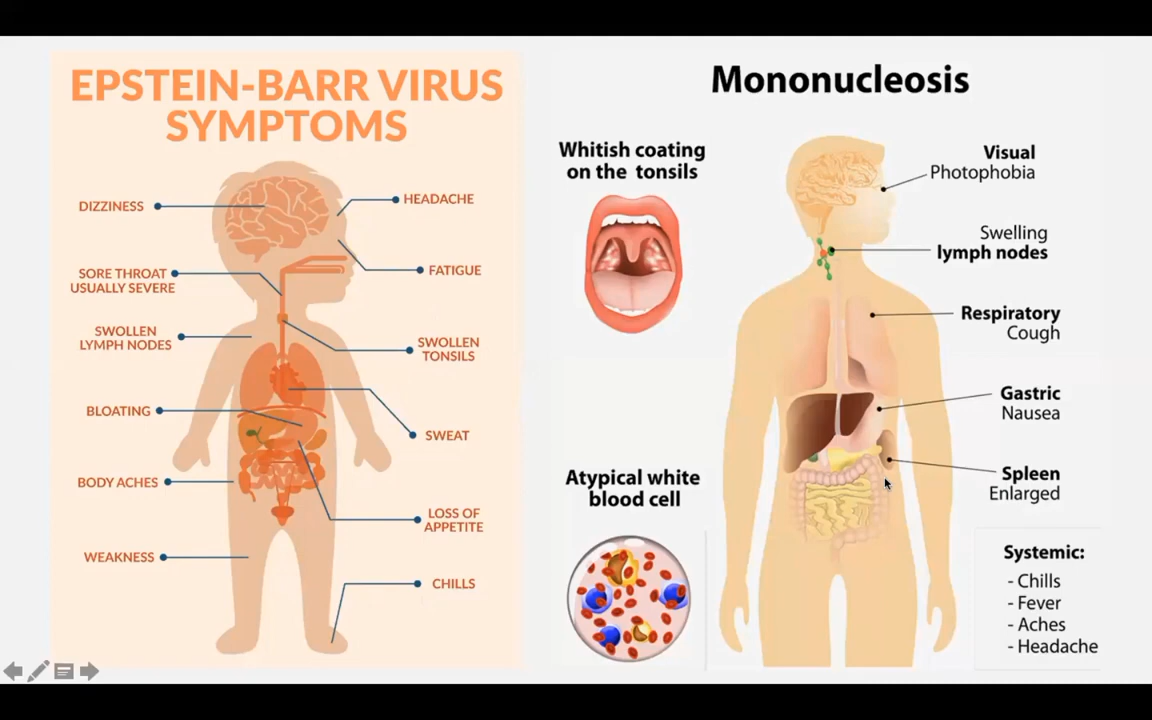 EPSTEIN-BARR VIRUS
SYMPTOMS
DIZZINESS
HEADACHE
SORE THROAT
USUALLY SEVERE
FATIGUE
SWOLLEN
LYMPH NODES
SWOLLEN
TONSILS
BLOATING
SWEAT
BODY ACHES
LOSS OF
APPETITE
WEAKNESS
CHILLS
Mononucleosis
Whitish coating
on the tonsils
Visual
Photophobia
Swelling
lymph nodes
Respiratory
Cough
Gastric
Nausea
Atypical white
blood cell
Spleen
Enlarged
Systemic:
- Chills
- Fever
- Aches
- Headache